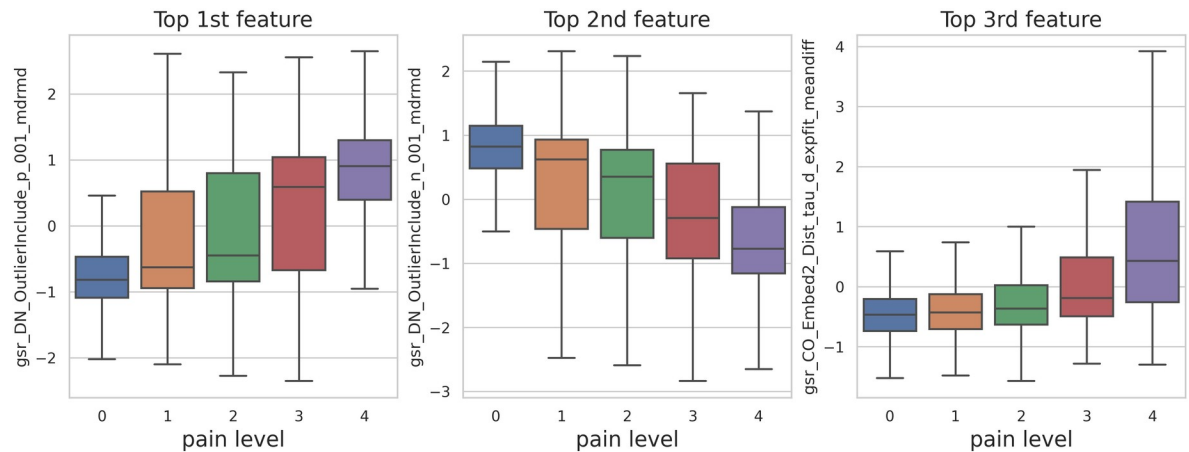 Top 1st feature
gsr_DN_OutlierInclude_p_001_mdrmd
2
1
0
−1
−2
0 1 2 3 4
pain level
Top 2nd feature
gsr_DN_OutlierInclude_n_001_mdrmd
2
1
0
−1
−2
−3
0 1 2 3 4
pain level
Top 3rd feature
gsr_CO_Embed2_Dist_tau_d_expfit_meandiff
4
3
2
1
0
−1
0 1 2 3 4
pain level